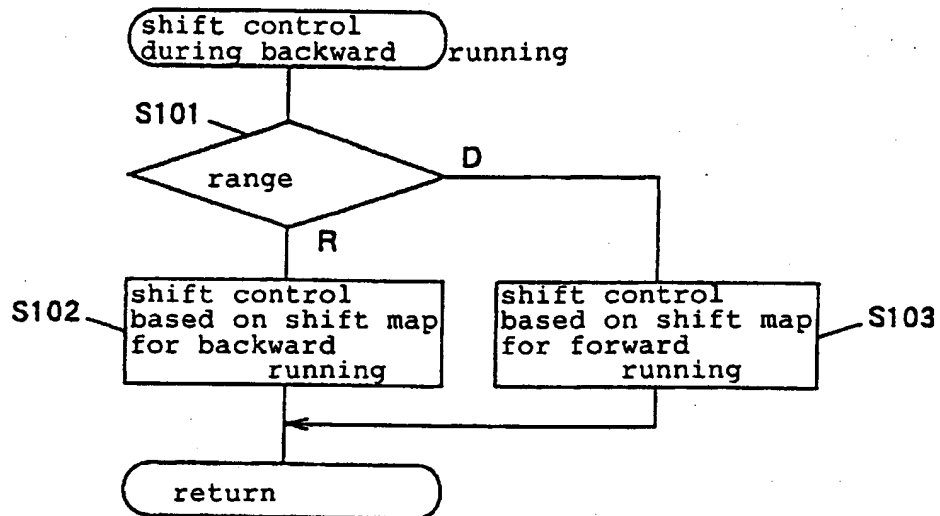 shift control
during backward running
S101
range
D
R
S102
shift control
based on shift map
for backward
running
shift control
based on shift map
for forward
running
S103
return